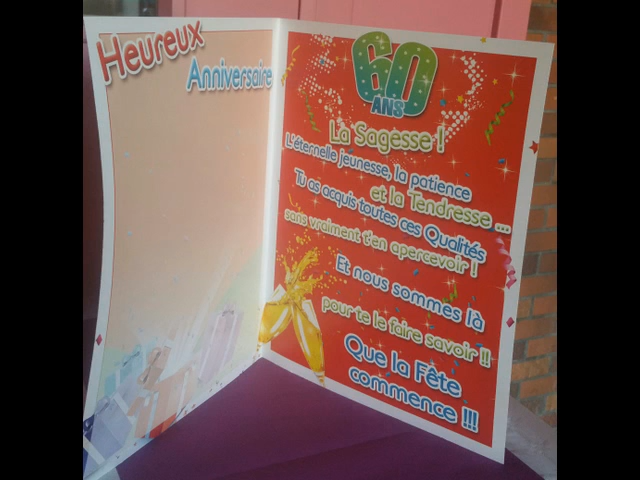 Heureux
Anniversaire
60
ANS
La Sagesse !
L'éternelle jeunesse, la patience
et la Tendresse ...
Tu as acquis toutes ces Qualités
sans vraiment t'en apercevoir !
Et nous sommes là
pour te le faire savoir !!
Que la Fête
commence !!!